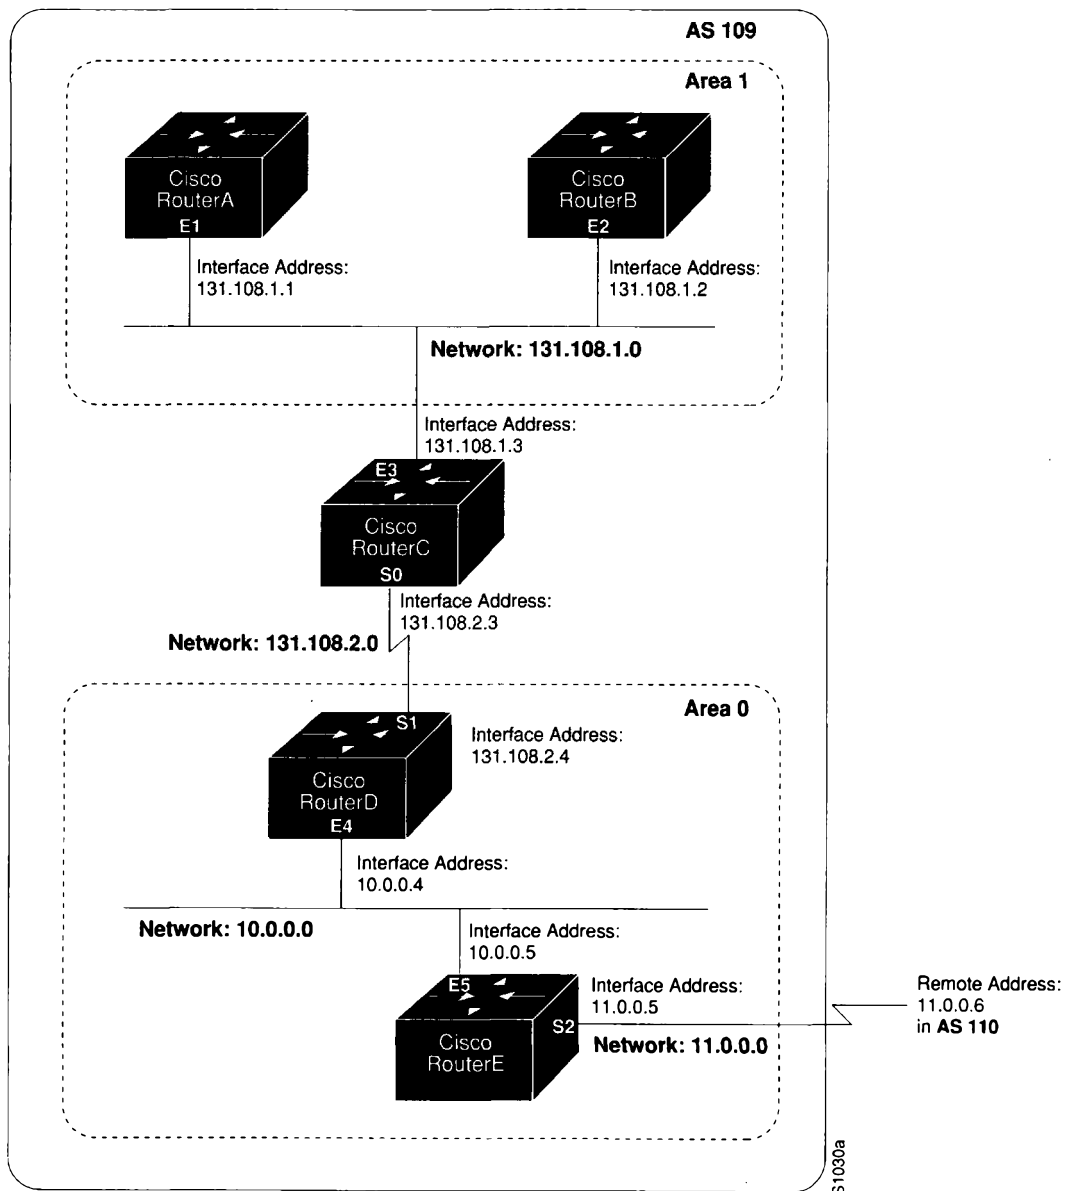 AS 109
Area 1
Cisco
RouterA
E1
Cisco
RouterB
E2
Interface Address:
131.108.1.1
Interface Address:
131.108.1.2
Network: 131.108.1.0
Interface Address:
131.108.1.3
E3
Cisco
RouterC
S0
Interface Address:
131.108.2.3
Network: 131.108.2.0
Area 0
S1
Interface Address:
131.108.2.4
Cisco
RouterD
E4
Interface Address:
10.0.0.4
Network: 10.0.0.0
Interface Address:
10.0.0.5
E5
Cisco
RouterE
S2
Interface Address:
11.0.0.5
Network: 11.0.0.0
Remote Address:
11.0.0.6
in AS 110